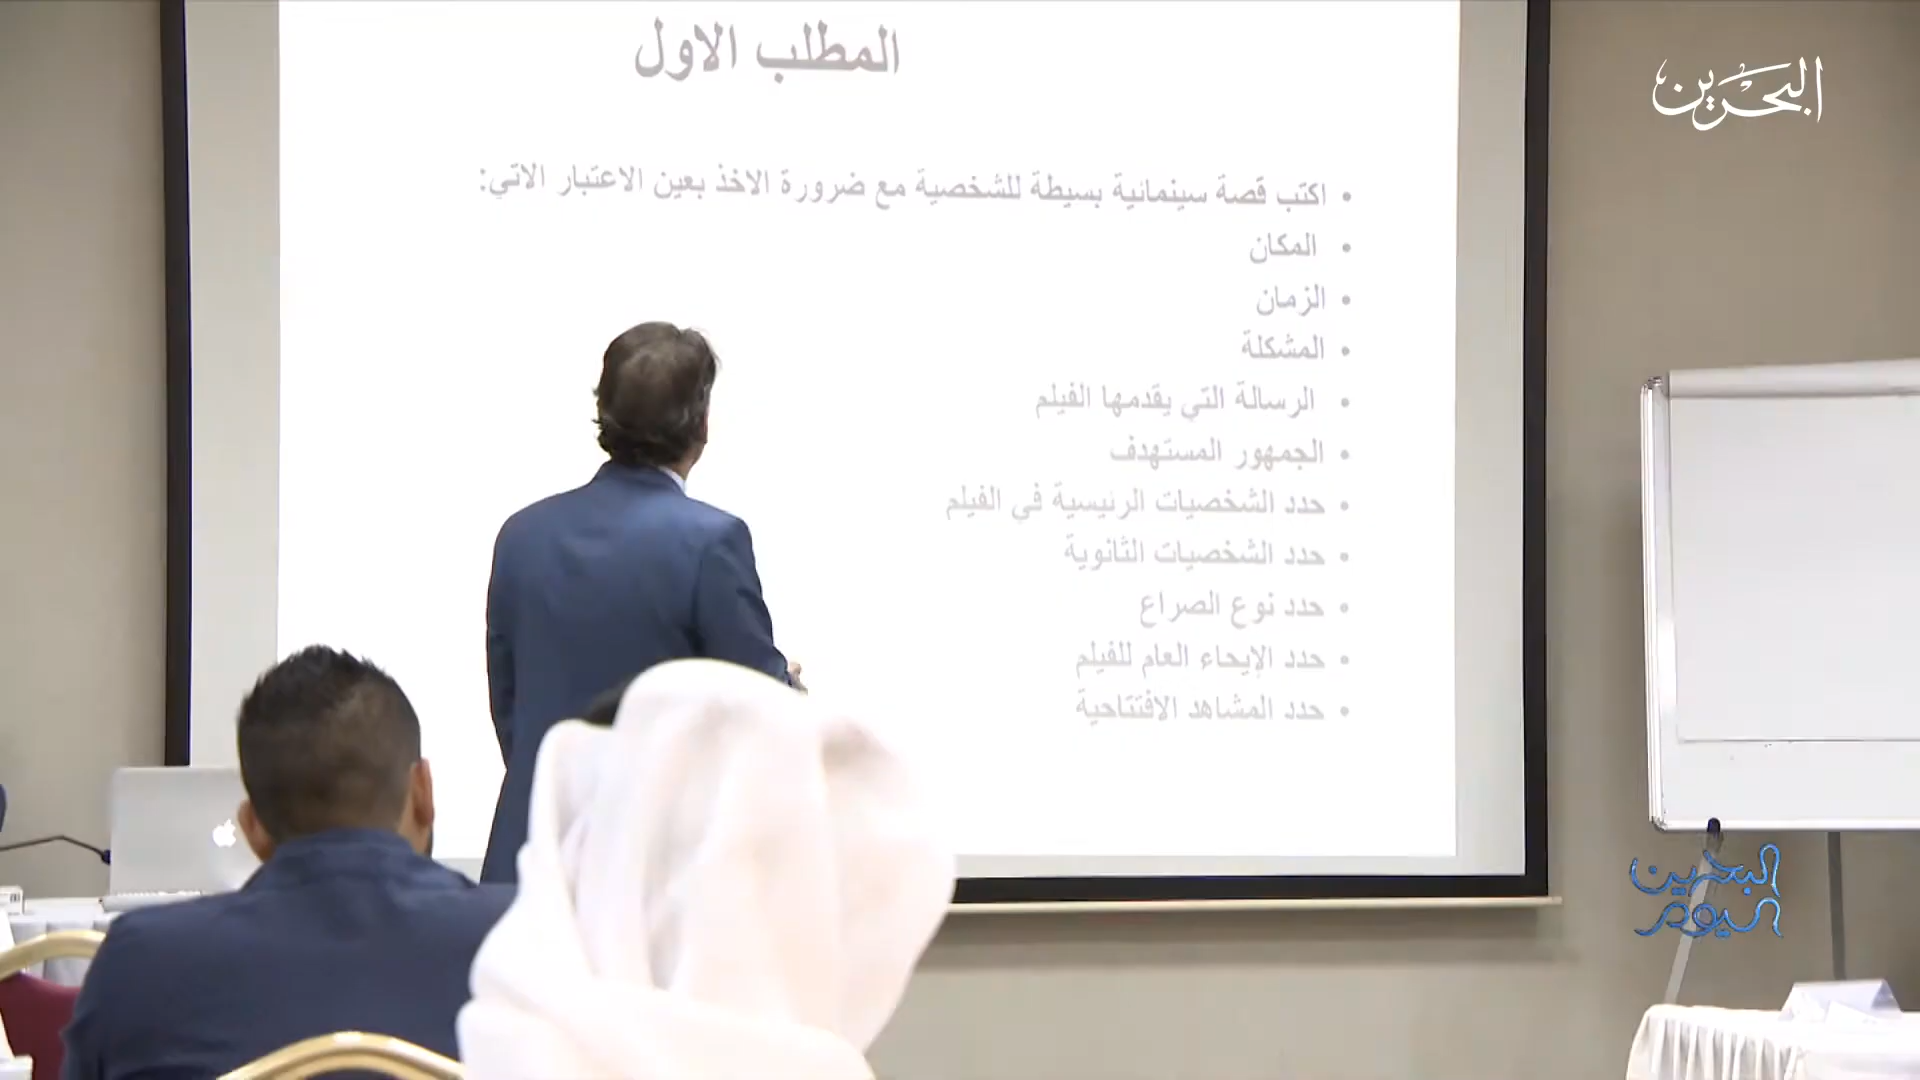 المطلب الاول
البحرين
• اكتب قصة سينمائية بسيطة للشخصية مع ضرورة الاخذ بعين الاعتبار الاتي:
• المكان
• الزمان
• المشكلة
• الرسالة التي يقدمها الفيلم
• الجمهور المستهدف
• حدد الشخصيات الرئيسية في الفيلم
• حدد الشخصيات الثانوية
• حدد نوع الصراع
• حدد الإيحاء العام للفيلم
• حدد المشاهد الافتتاحية
البحرين
اليوم